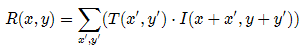 R(x, y) = ∑_{x′,y′} (T(x′, y′) · I(x + x′, y + y′))